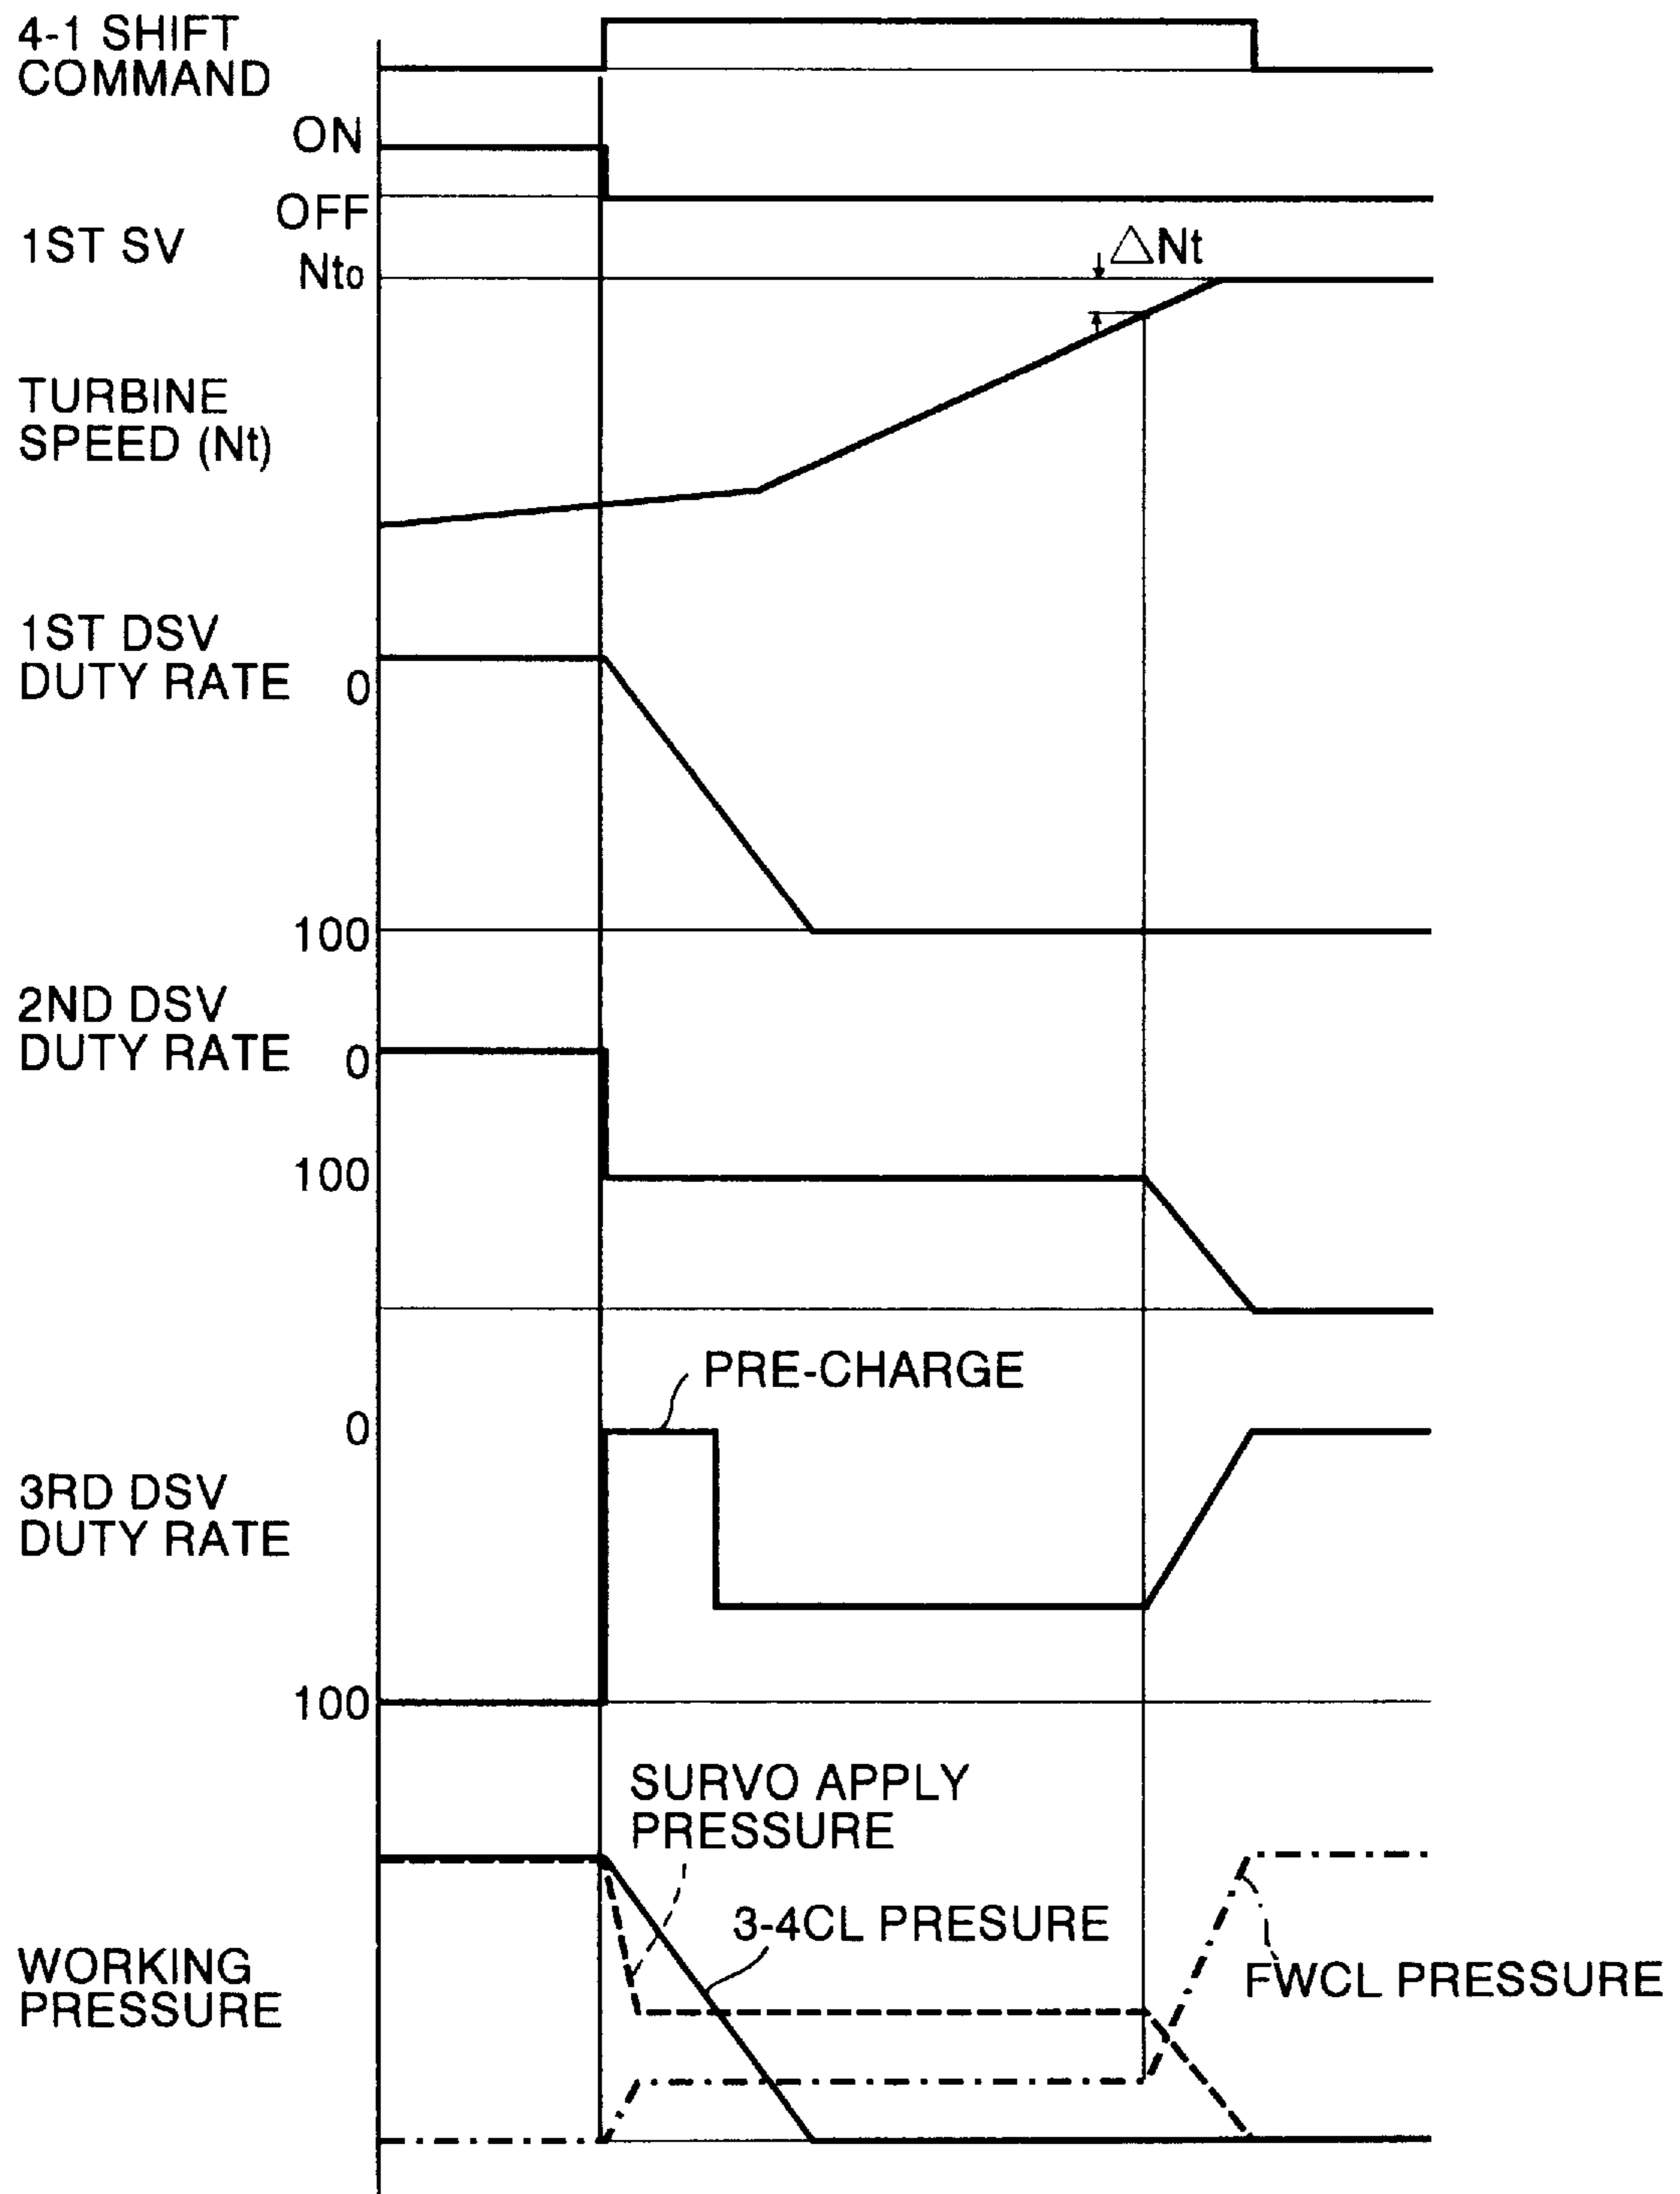 4-1 SHIFT
COMMAND
ON
OFF
1ST SV
Nto
△Nt
TURBINE
SPEED (Nt)
1ST DSV
DUTY RATE
0
100
2ND DSV
DUTY RATE
0
100
PRE-CHARGE
0
3RD DSV
DUTY RATE
100
SURVO APPLY
PRESSURE
3-4CL PRESURE
FWCL PRESSURE
WORKING
PRESSURE